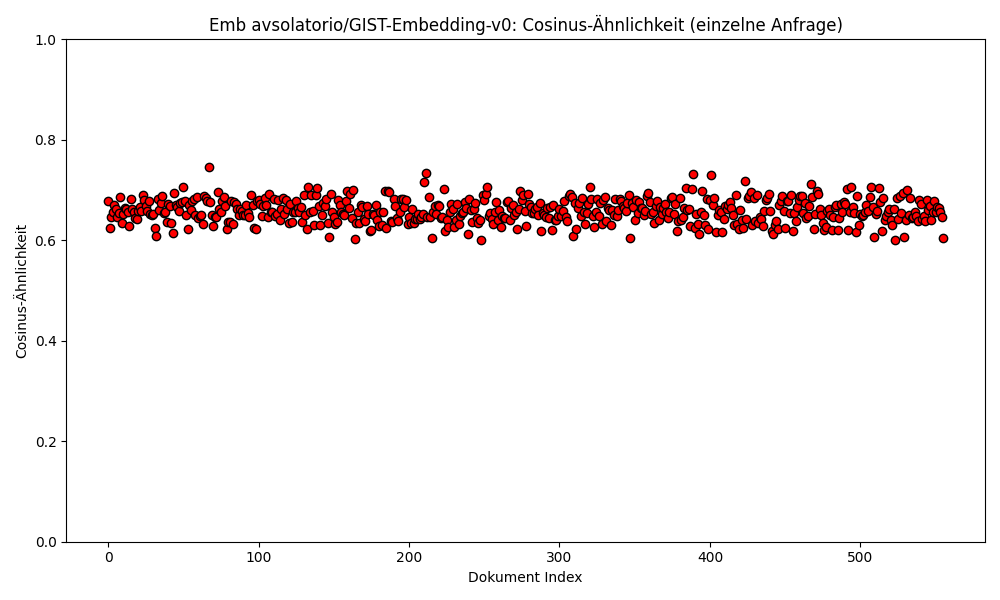 Emb avsolatorio/GIST-Embedding-v0: Cosinus-Ähnlichkeit (einzelne Anfrage)
1.0
0.8
0.6
0.4
0.2
0.0
Cosinus-Ähnlichkeit
0 100 200 300 400 500
Dokument Index